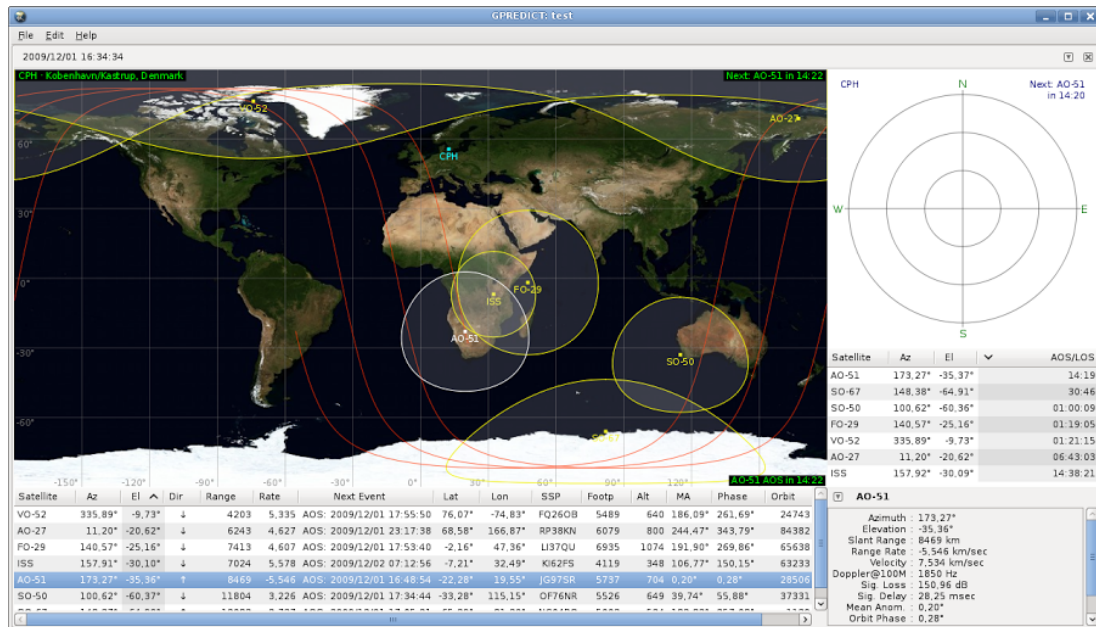 GPREDICT: test
File Edit Help
2009/12/01 16:34:34
CPH - Kobenhavn/Kastrup, Denmark
Next: AO-51 in 14:22
VO-52
AO-27
CPH
FO-29
ISS
AO-51
SO-50
SO-67
60°
30°
0°
-30°
-60°
-150° -120° -90° -60° -30° 0° 30° 60° 90° 120° 150°
AO-51 AOS in 14:22
CPH
Next: AO-51
in 14:20
N
W
E
S
Satellite Az El AOS/LOS
AO-51 173,27° -35,37° 14:19
SO-67 148,38° -64,91° 30:46
SO-50 100,62° -60,36° 01:00:09
FO-29 140,57° -25,16° 01:19:05
VO-52 335,89° -9,73° 01:21:15
AO-27 11,20° -20,62° 06:43:03
ISS 157,92° -30,09° 14:38:21
Satellite Az El Dir Range Rate Next Event Lat Lon SSP Footp Alt MA Phase Orbit
VO-52 335,89° -9,73° ↓ 4203 5,335 AOS: 2009/12/01 17:55:50 76,07° -74,83° FQ26OB 5489 640 186,09° 261,69° 24743
AO-27 11,20° -20,62° ↓ 6243 4,627 AOS: 2009/12/01 23:17:38 68,58° 166,87° RP38KN 6079 800 244,47° 343,79° 84382
FO-29 140,57° -25,16° ↓ 7413 4,607 AOS: 2009/12/01 17:53:40 -2,16° 47,36° LI37QU 6935 1074 191,90° 269,86° 65638
ISS 157,91° -30,10° ↓ 7024 5,578 AOS: 2009/12/02 07:12:56 -7,21° 32,49° KI62FS 4119 348 106,77° 150,15° 63233
AO-51 173,27° -35,36° ↑ 8469 -5,546 AOS: 2009/12/01 16:48:54 -22,28° 19,55° JG97SR 5737 704 0,20° 0,28° 28506
SO-50 100,62° -60,37° ↓ 11804 3,226 AOS: 2009/12/01 17:34:44 -33,28° 115,15° OF76NR 5526 649 39,74° 55,88° 37331
AO-51
Azimuth : 173,27°
Elevation : -35,36°
Slant Range : 8469 km
Range Rate : -5,546 km/sec
Velocity : 7,534 km/sec
Doppler@100M : 1850 Hz
Sig. Loss : 150,96 dB
Sig. Delay : 28,25 msec
Mean Anom. : 0,20°
Orbit Phase : 0,28°